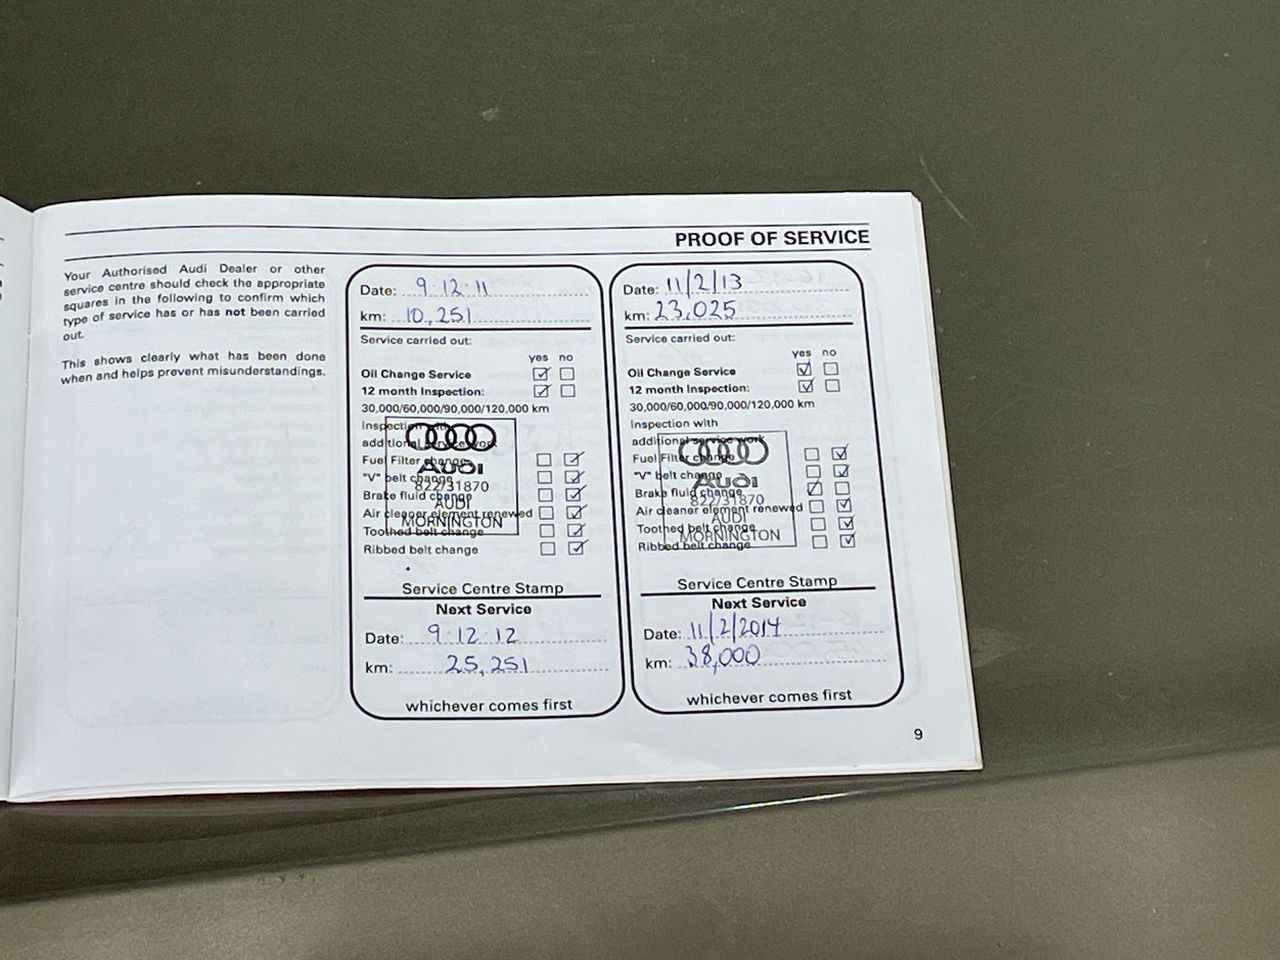 PROOF OF SERVICE
Your Authorised Audi Dealer or other
service centre should check the appropriate
squares in the following to confirm which
type of service has or has not been carried
out.
This shows clearly what has been done
when and helps prevent misunderstandings.
Date: 9·12·11
km: 10,251
Service carried out:
yes no
Oil Change Service
12 month Inspection:
30,000/60,000/90,000/120,000 km
Inspection with
additional service work
Fuel Filter change
"V" belt change
Brake fluid change
Air cleaner element renewed
Toothed belt change
Ribbed belt change
Audi
822/31870
AUDI
MORNINGTON
Service Centre Stamp
Next Service
Date: 9·12·12
km: 25,251
whichever comes first
Date: 11/2/13
km: 23,025
Service carried out:
yes no
Oil Change Service
12 month Inspection:
30,000/60,000/90,000/120,000 km
Inspection with
additional service work
Fuel Filter change
"V" belt change
Brake fluid change
Air cleaner element renewed
Toothed belt change
Ribbed belt change
Audi
822/31870
AUDI
MORNINGTON
Service Centre Stamp
Next Service
Date: 11/2/2014
km: 38,000
whichever comes first
9